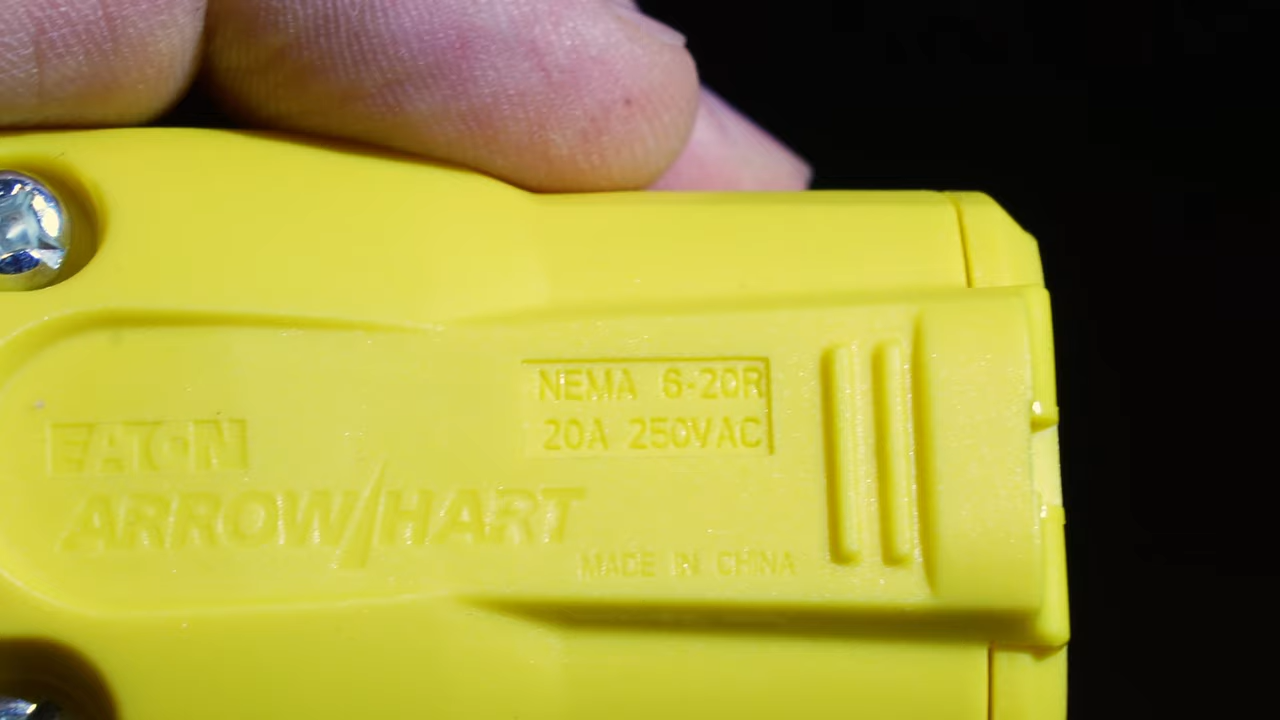 NEMA 6-20R
20A 250VAC
EATON
ARROW/HART
MADE IN CHINA